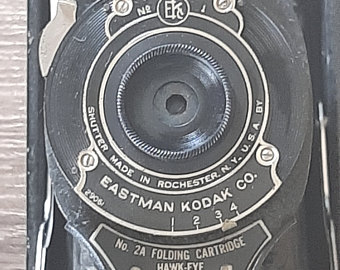 No 1
EKC
SHUTTER MADE IN ROCHESTER, N.Y. U.S.A. BY
EASTMAN KODAK CO.
1 2 3 4
No. 2A FOLDING CARTRIDGE
HAWK-EYE